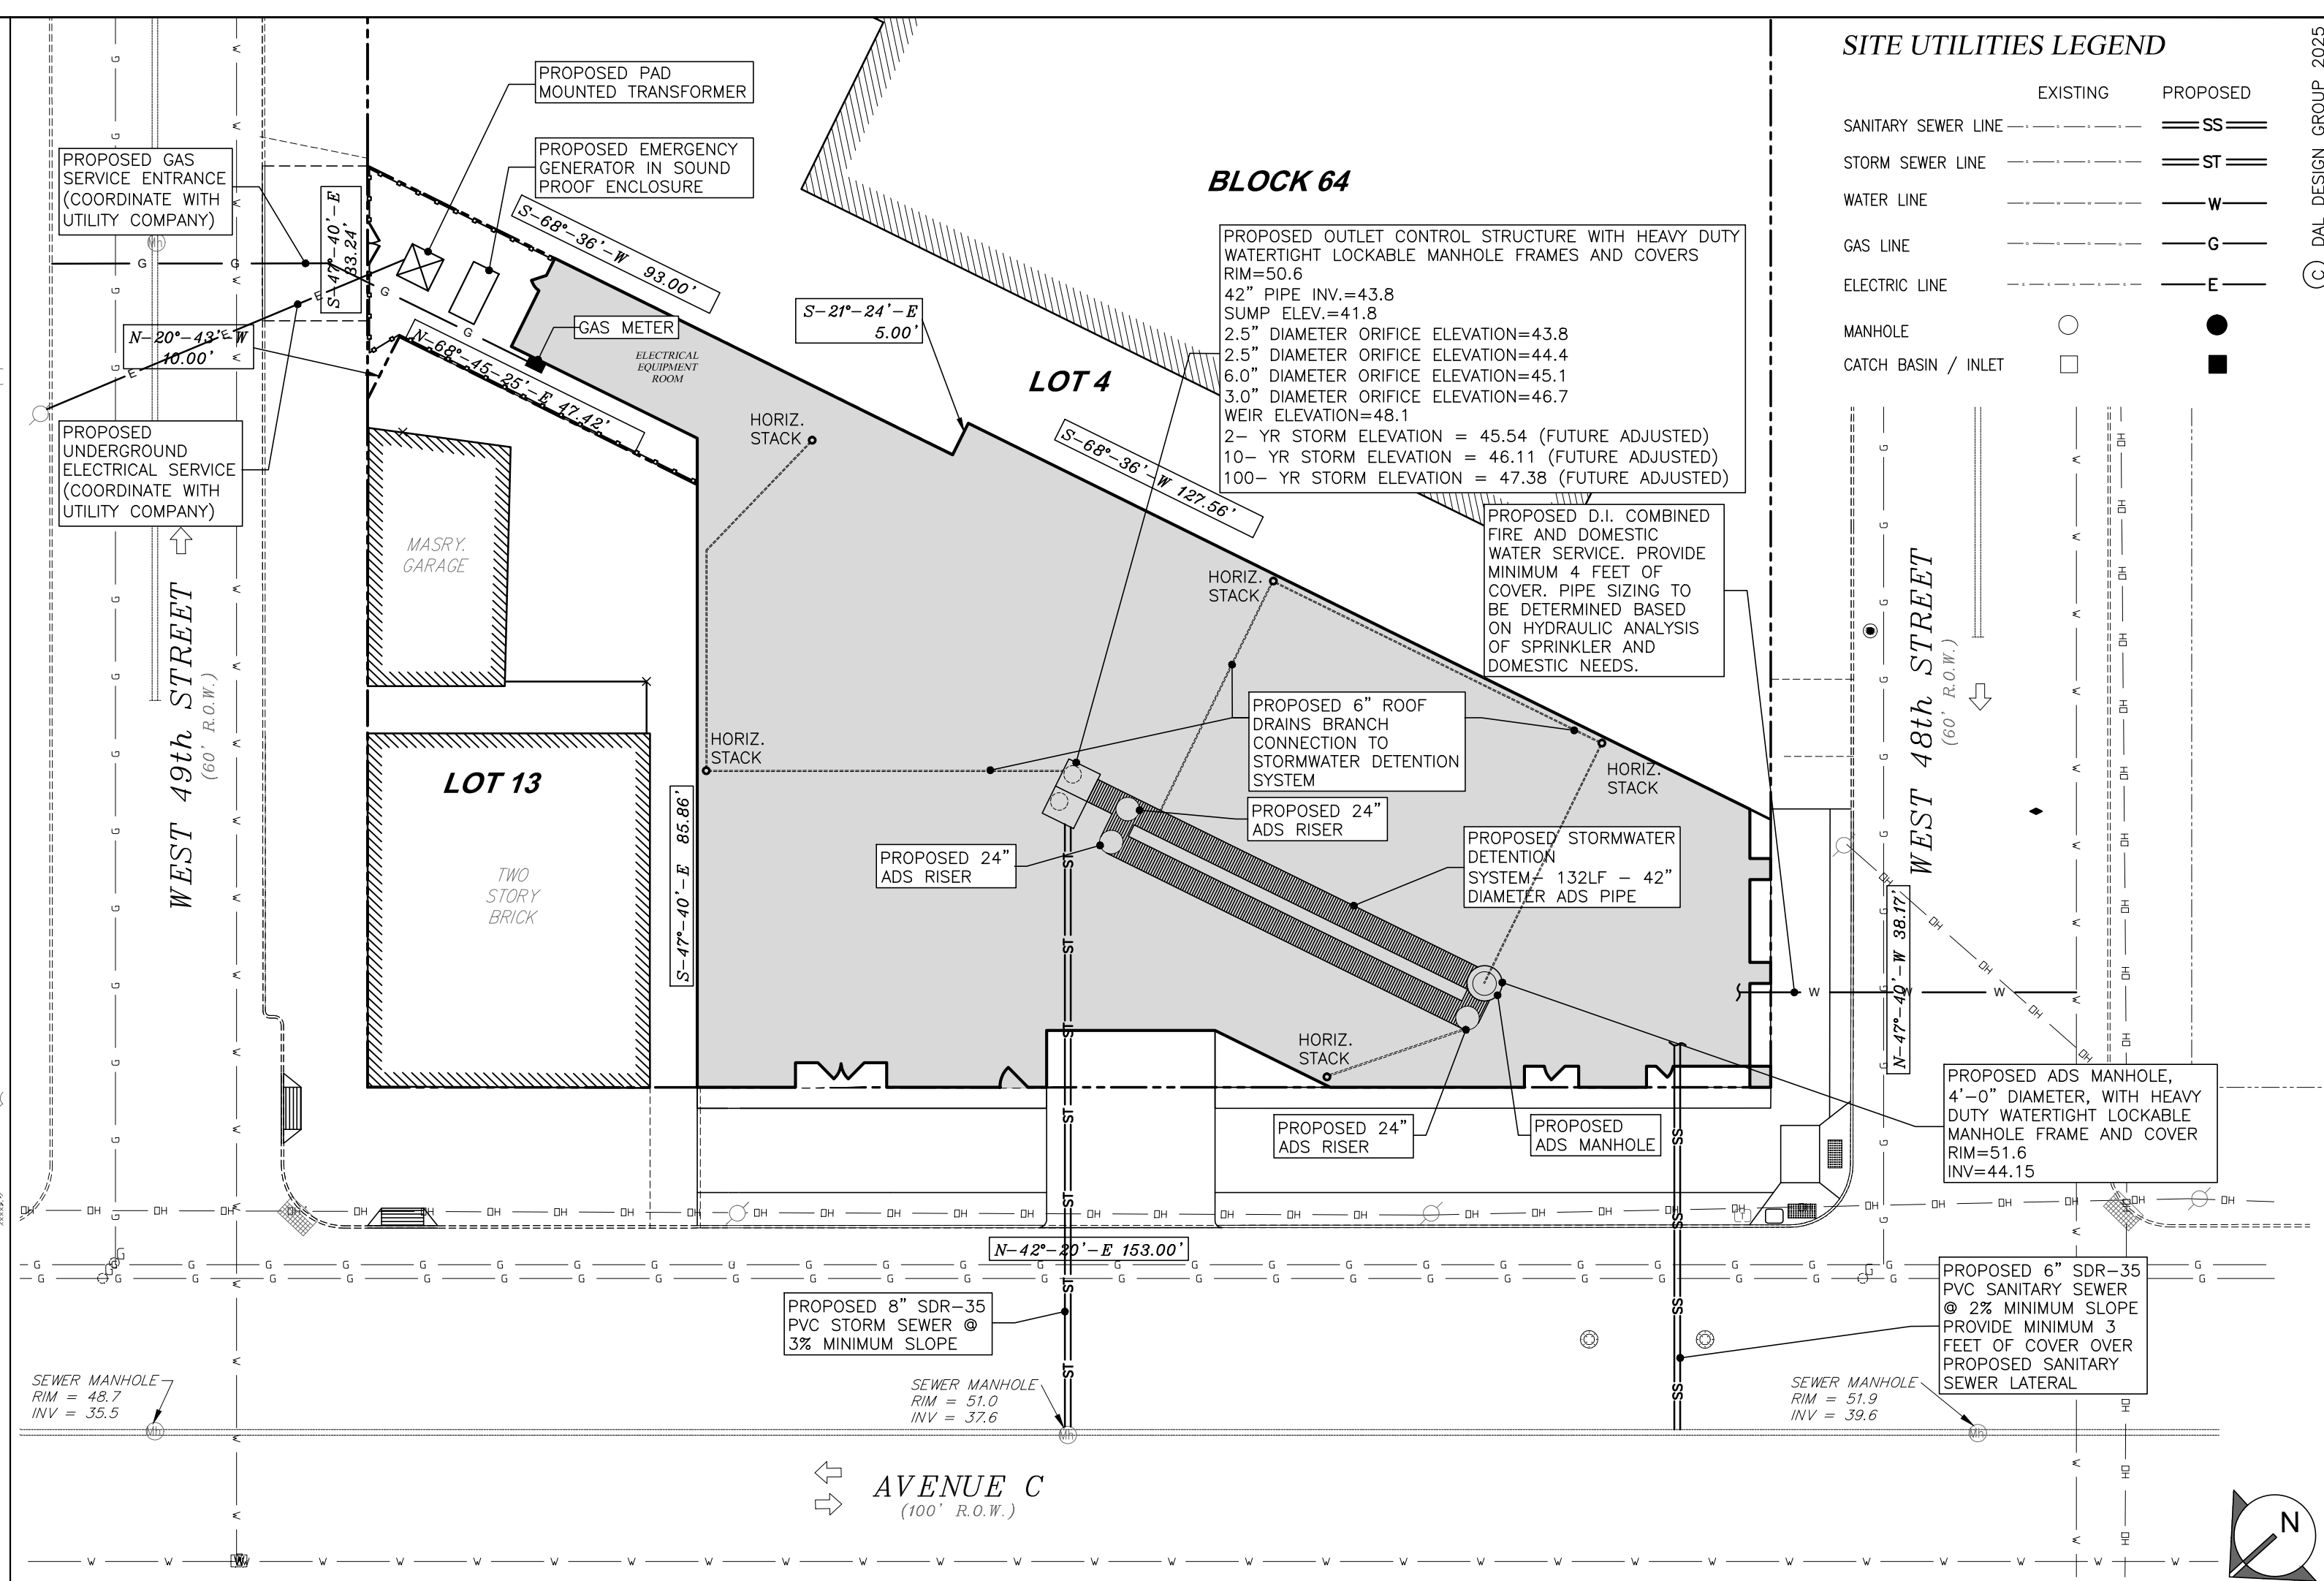 SITE UTILITIES LEGEND
EXISTING PROPOSED
SANITARY SEWER LINE SS
STORM SEWER LINE ST
WATER LINE W
GAS LINE G
ELECTRIC LINE E
MANHOLE
CATCH BASIN / INLET
© DAL DESIGN GROUP 2025
PROPOSED PAD
MOUNTED TRANSFORMER
PROPOSED EMERGENCY
GENERATOR IN SOUND
PROOF ENCLOSURE
PROPOSED GAS
SERVICE ENTRANCE
(COORDINATE WITH
UTILITY COMPANY)
S-47°-40'-E
33.24'
S-68°-36'-W 93.00'
BLOCK 64
PROPOSED OUTLET CONTROL STRUCTURE WITH HEAVY DUTY
WATERTIGHT LOCKABLE MANHOLE FRAMES AND COVERS
RIM=50.6
42" PIPE INV.=43.8
SUMP ELEV.=41.8
2.5" DIAMETER ORIFICE ELEVATION=43.8
2.5" DIAMETER ORIFICE ELEVATION=44.4
6.0" DIAMETER ORIFICE ELEVATION=45.1
3.0" DIAMETER ORIFICE ELEVATION=46.7
WEIR ELEVATION=48.1
2- YR STORM ELEVATION = 45.54 (FUTURE ADJUSTED)
10- YR STORM ELEVATION = 46.11 (FUTURE ADJUSTED)
100- YR STORM ELEVATION = 47.38 (FUTURE ADJUSTED)
N-20°-43'-W
10.00'
GAS METER
ELECTRICAL
EQUIPMENT
ROOM
N-68°-45-25'-E 47.42'
S-21°-24'-E
5.00'
LOT 4
S-68°-36'-W 127.56'
PROPOSED
UNDERGROUND
ELECTRICAL SERVICE
(COORDINATE WITH
UTILITY COMPANY)
HORIZ.
STACK
PROPOSED D.I. COMBINED
FIRE AND DOMESTIC
WATER SERVICE. PROVIDE
MINIMUM 4 FEET OF
COVER. PIPE SIZING TO
BE DETERMINED BASED
ON HYDRAULIC ANALYSIS
OF SPRINKLER AND
DOMESTIC NEEDS.
MASRY.
GARAGE
HORIZ.
STACK
WEST 49th STREET
(60' R.O.W.)
WEST 48th STREET
(60' R.O.W.)
HORIZ.
STACK
PROPOSED 6" ROOF
DRAINS BRANCH
CONNECTION TO
STORMWATER DETENTION
SYSTEM
HORIZ.
STACK
LOT 13
S-47°-40'-E 85.86'
PROPOSED 24"
ADS RISER
PROPOSED 24"
ADS RISER
PROPOSED STORMWATER
DETENTION
SYSTEM- 132LF - 42"
DIAMETER ADS PIPE
TWO
STORY
BRICK
N-47°-40'-W 38.17'
HORIZ.
STACK
PROPOSED 24"
ADS RISER
PROPOSED
ADS MANHOLE
PROPOSED ADS MANHOLE,
4'-0" DIAMETER, WITH HEAVY
DUTY WATERTIGHT LOCKABLE
MANHOLE FRAME AND COVER
RIM=51.6
INV=44.15
N-42°-20'-E 153.00'
PROPOSED 8" SDR-35
PVC STORM SEWER @
3% MINIMUM SLOPE
PROPOSED 6" SDR-35
PVC SANITARY SEWER
@ 2% MINIMUM SLOPE
PROVIDE MINIMUM 3
FEET OF COVER OVER
PROPOSED SANITARY
SEWER LATERAL
SEWER MANHOLE
RIM = 48.7
INV = 35.5
SEWER MANHOLE
RIM = 51.0
INV = 37.6
SEWER MANHOLE
RIM = 51.9
INV = 39.6
AVENUE C
(100' R.O.W.)
N